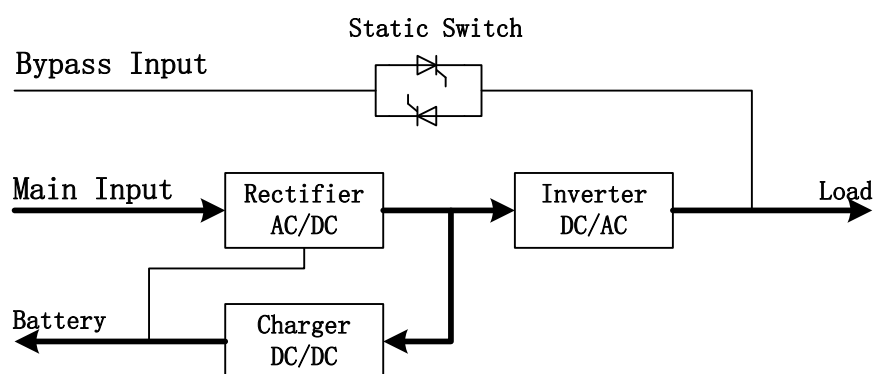 Static Switch
Bypass Input
Main Input
Rectifier
AC/DC
Inverter
DC/AC
Load
Battery
Charger
DC/DC